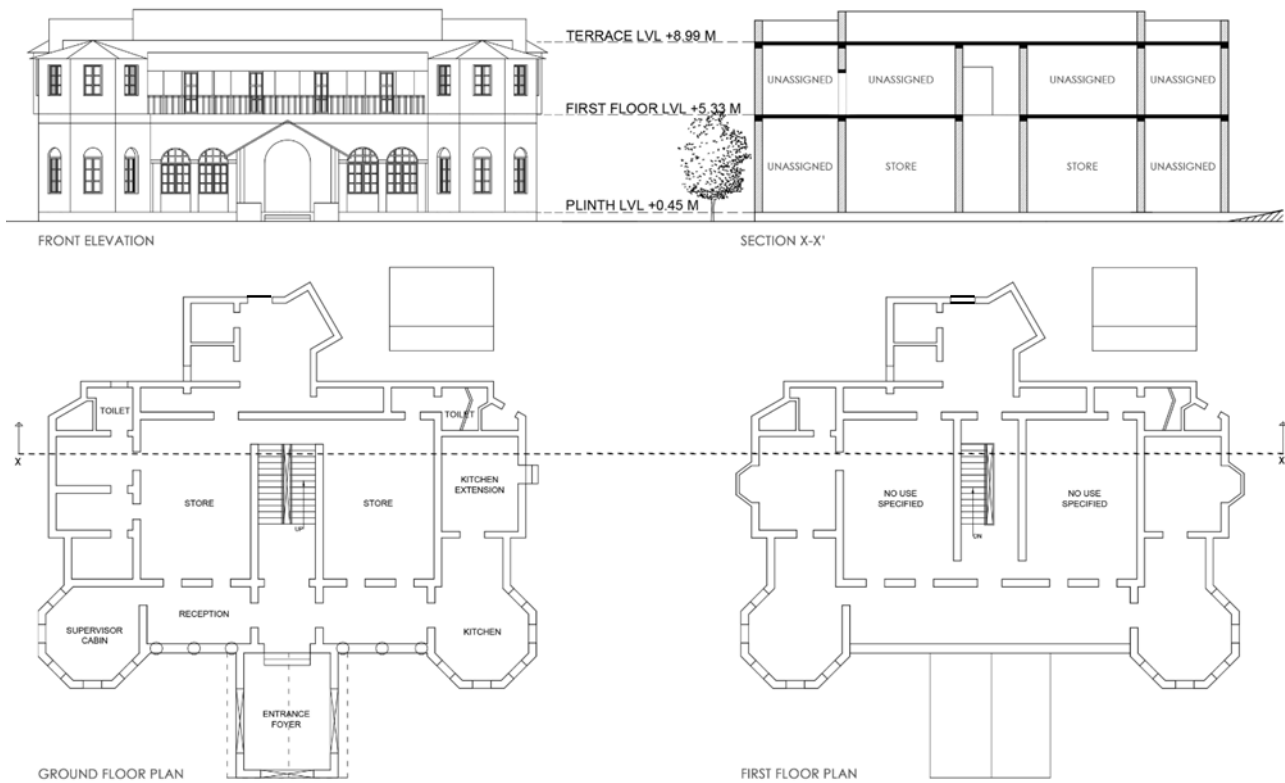 TERRACE LVL +8.99 M
FIRST FLOOR LVL +5.33 M
PLINTH LVL +0.45 M
FRONT ELEVATION
UNASSIGNED
UNASSIGNED
UNASSIGNED
UNASSIGNED
UNASSIGNED
STORE
STORE
UNASSIGNED
SECTION X-X'
TOILET
TOILET
X
STORE
STORE
KITCHEN
EXTENSION
UP
RECEPTION
SUPERVISOR
CABIN
KITCHEN
ENTRANCE
FOYER
GROUND FLOOR PLAN
X
NO USE
SPECIFIED
NO USE
SPECIFIED
DN
FIRST FLOOR PLAN